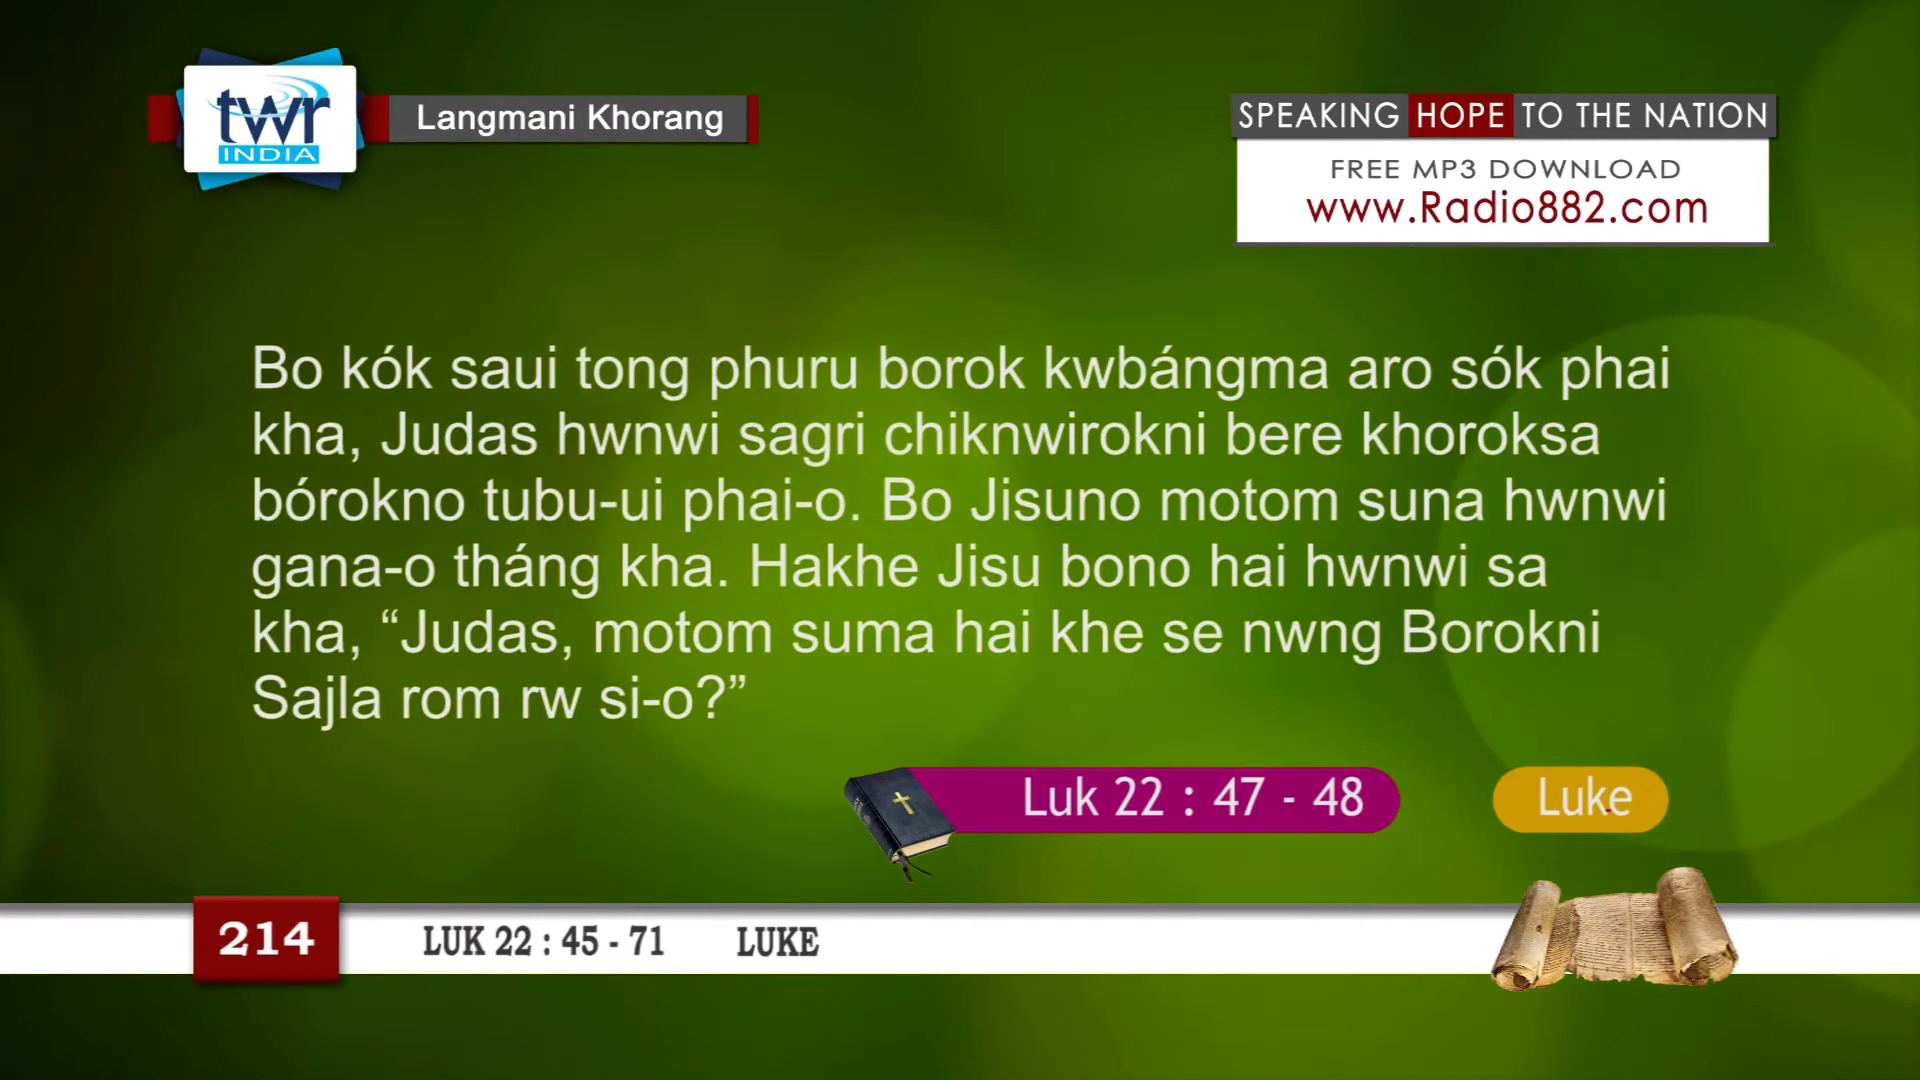 twr
INDIA
Langmani Khorang
SPEAKING HOPE TO THE NATION
FREE MP3 DOWNLOAD
www.Radio882.com
Bo kók saui tong phuru borok kwbángma aro sók phai
kha, Judas hwnwi sagri chiknwirokni bere khoroksa
bórokno tubu-ui phai-o. Bo Jisuno motom suna hwnwi
gana-o tháng kha. Hakhe Jisu bono hai hwnwi sa
kha, “Judas, motom suma hai khe se nwng Borokni
Sajla rom rw si-o?”
Luk 22 : 47 - 48
Luke
214
LUK 22 : 45 - 71
LUKE